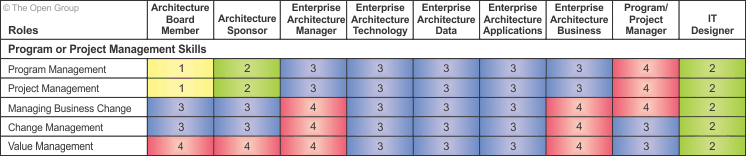 © The Open Group
Roles Architecture Board Member Architecture Sponsor Enterprise Architecture Manager Enterprise Architecture Technology Enterprise Architecture Data Enterprise Architecture Applications Enterprise Architecture Business Program/ Project Manager IT Designer
Program or Project Management Skills
Program Management 1 2 3 3 3 3 3 4 2
Project Management 1 2 3 3 3 3 3 4 2
Managing Business Change 3 3 4 3 3 3 4 4 2
Change Management 3 3 4 3 3 3 4 3 2
Value Management 4 4 4 3 3 3 4 3 2